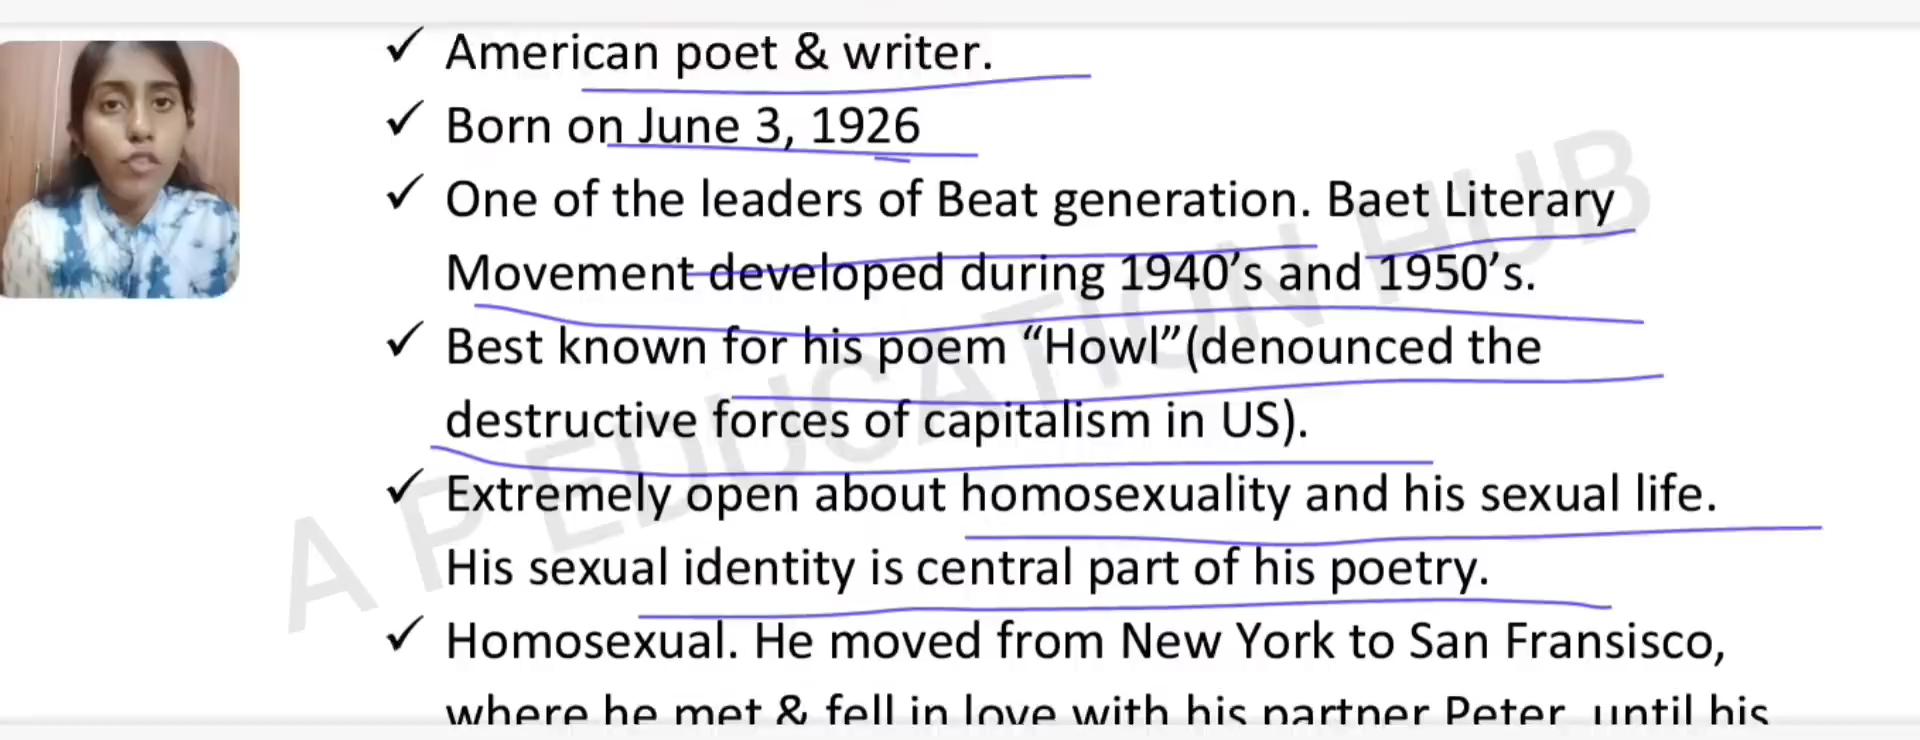 ✓ American poet & writer.
✓ Born on June 3, 1926
✓ One of the leaders of Beat generation. Baet Literary
Movement developed during 1940's and 1950's.
✓ Best known for his poem “Howl”(denounced the
destructive forces of capitalism in US).
✓ Extremely open about homosexuality and his sexual life.
His sexual identity is central part of his poetry.
✓ Homosexual. He moved from New York to San Fransisco,
where he met & fell in love with his partner Peter, until his
A P EDUCATION HUB